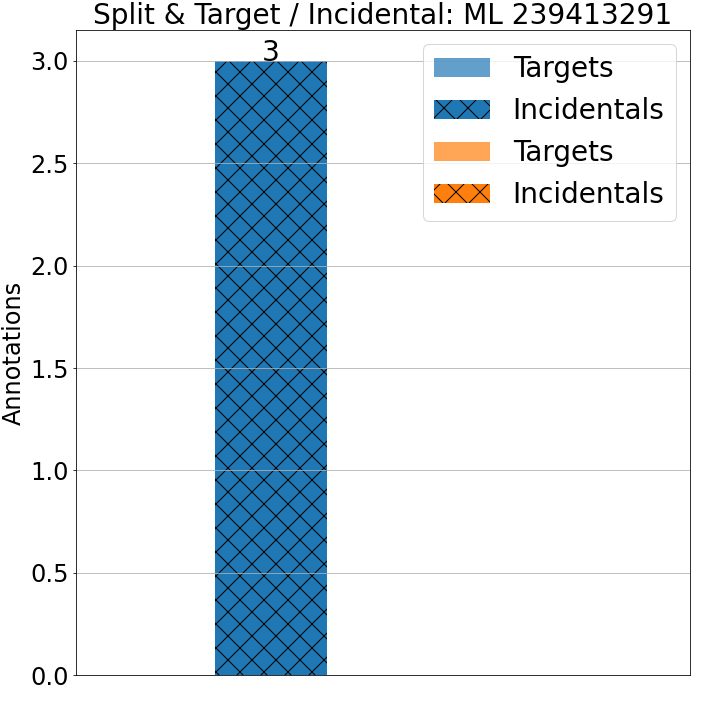 Split & Target / Incidental: ML 239413291
3
Targets
Incidentals
Targets
Incidentals
Annotations
3.0
2.5
2.0
1.5
1.0
0.5
0.0